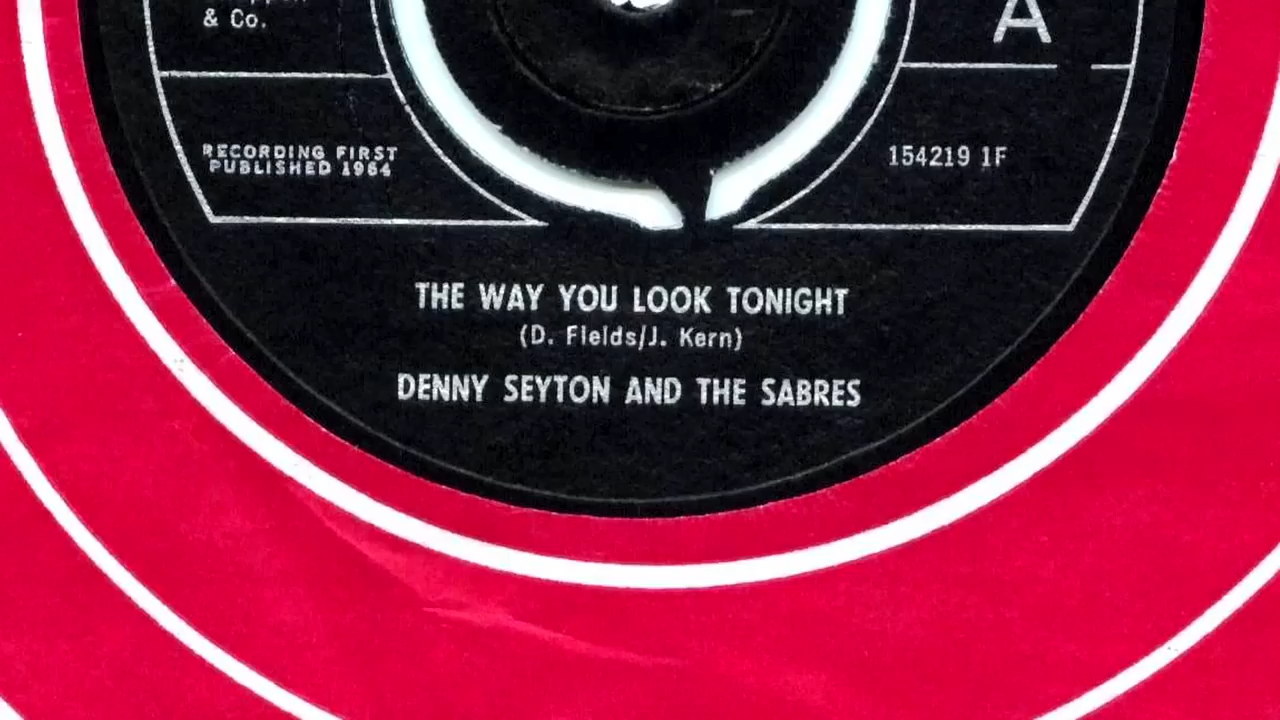 & Co.
A
RECORDING FIRST
PUBLISHED 1964
154219 1F
THE WAY YOU LOOK TONIGHT
(D. Fields/J. Kern)
DENNY SEYTON AND THE SABRES